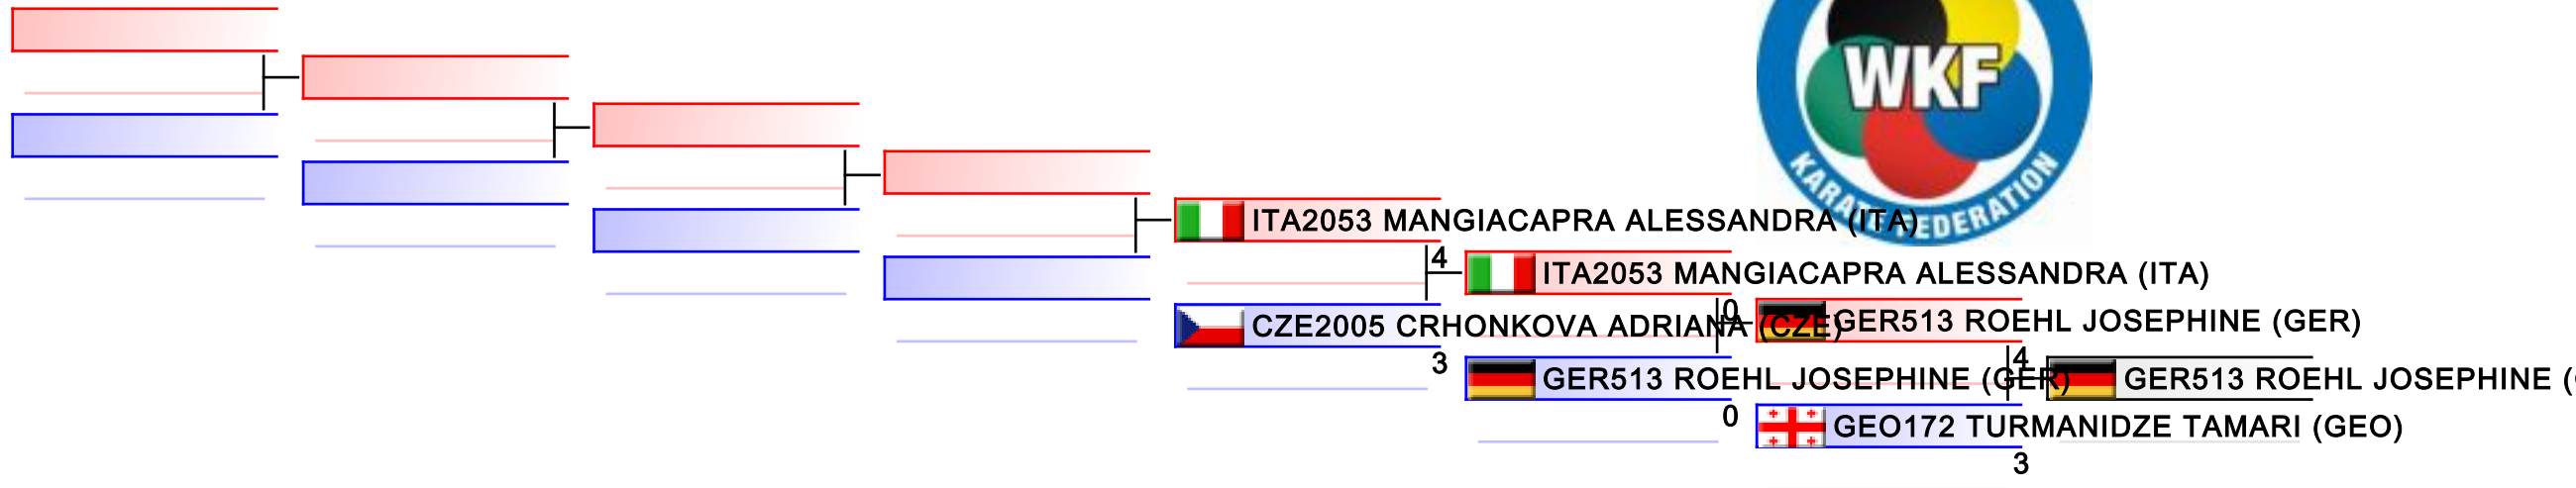 WKF
KARATE FEDERATION
ITA2053 MANGIACAPRA ALESSANDRA (ITA)
4
ITA2053 MANGIACAPRA ALESSANDRA (ITA)
0
GER513 ROEHL JOSEPHINE (GER)
CZE2005 CRHONKOVA ADRIANA (CZE)
3
4
GER513 ROEHL JOSEPHINE (GER)
GER513 ROEHL JOSEPHINE (
0
GEO172 TURMANIDZE TAMARI (GEO)
3